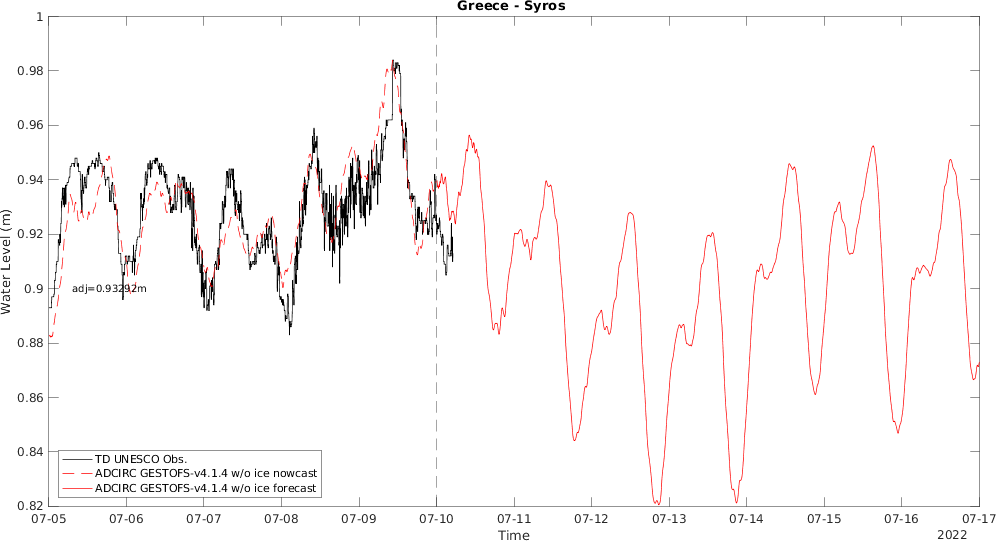 Greece - Syros
1
0.98
0.96
0.94
0.92
0.9
0.88
0.86
0.84
0.82
Water Level (m)
adj=0.93292m
TD UNESCO Obs.
ADCIRC GESTOFS-v4.1.4 w/o ice nowcast
ADCIRC GESTOFS-v4.1.4 w/o ice forecast
07-05 07-06 07-07 07-08 07-09 07-10 07-11 07-12 07-13 07-14 07-15 07-16 07-17
Time
2022